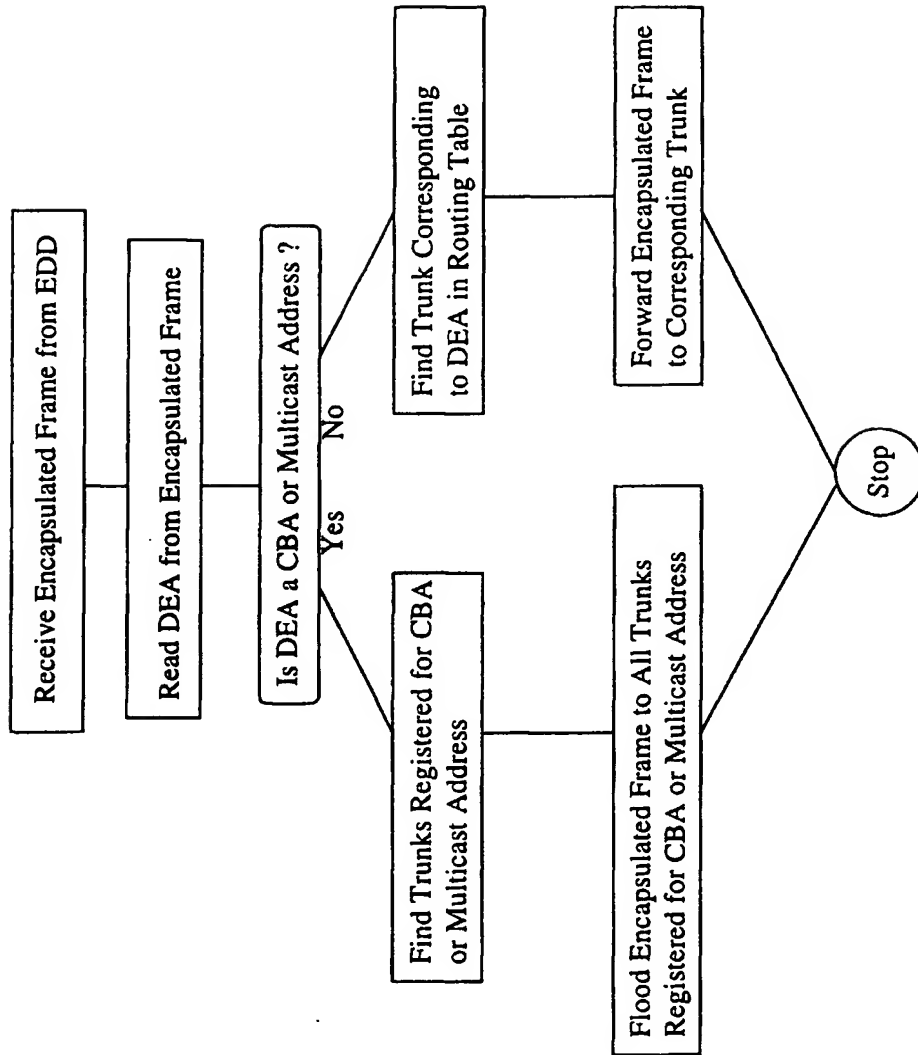 Receive Encapsulated Frame from EDD
Read DEA from Encapsulated Frame
Is DEA a CBA or Multicast Address ?
Yes
No
Find Trunks Registered for CBA
or Multicast Address
Find Trunk Corresponding
to DEA in Routing Table
Flood Encapsulated Frame to All Trunks
Registered for CBA or Multicast Address
Forward Encapsulated Frame
to Corresponding Trunk
Stop